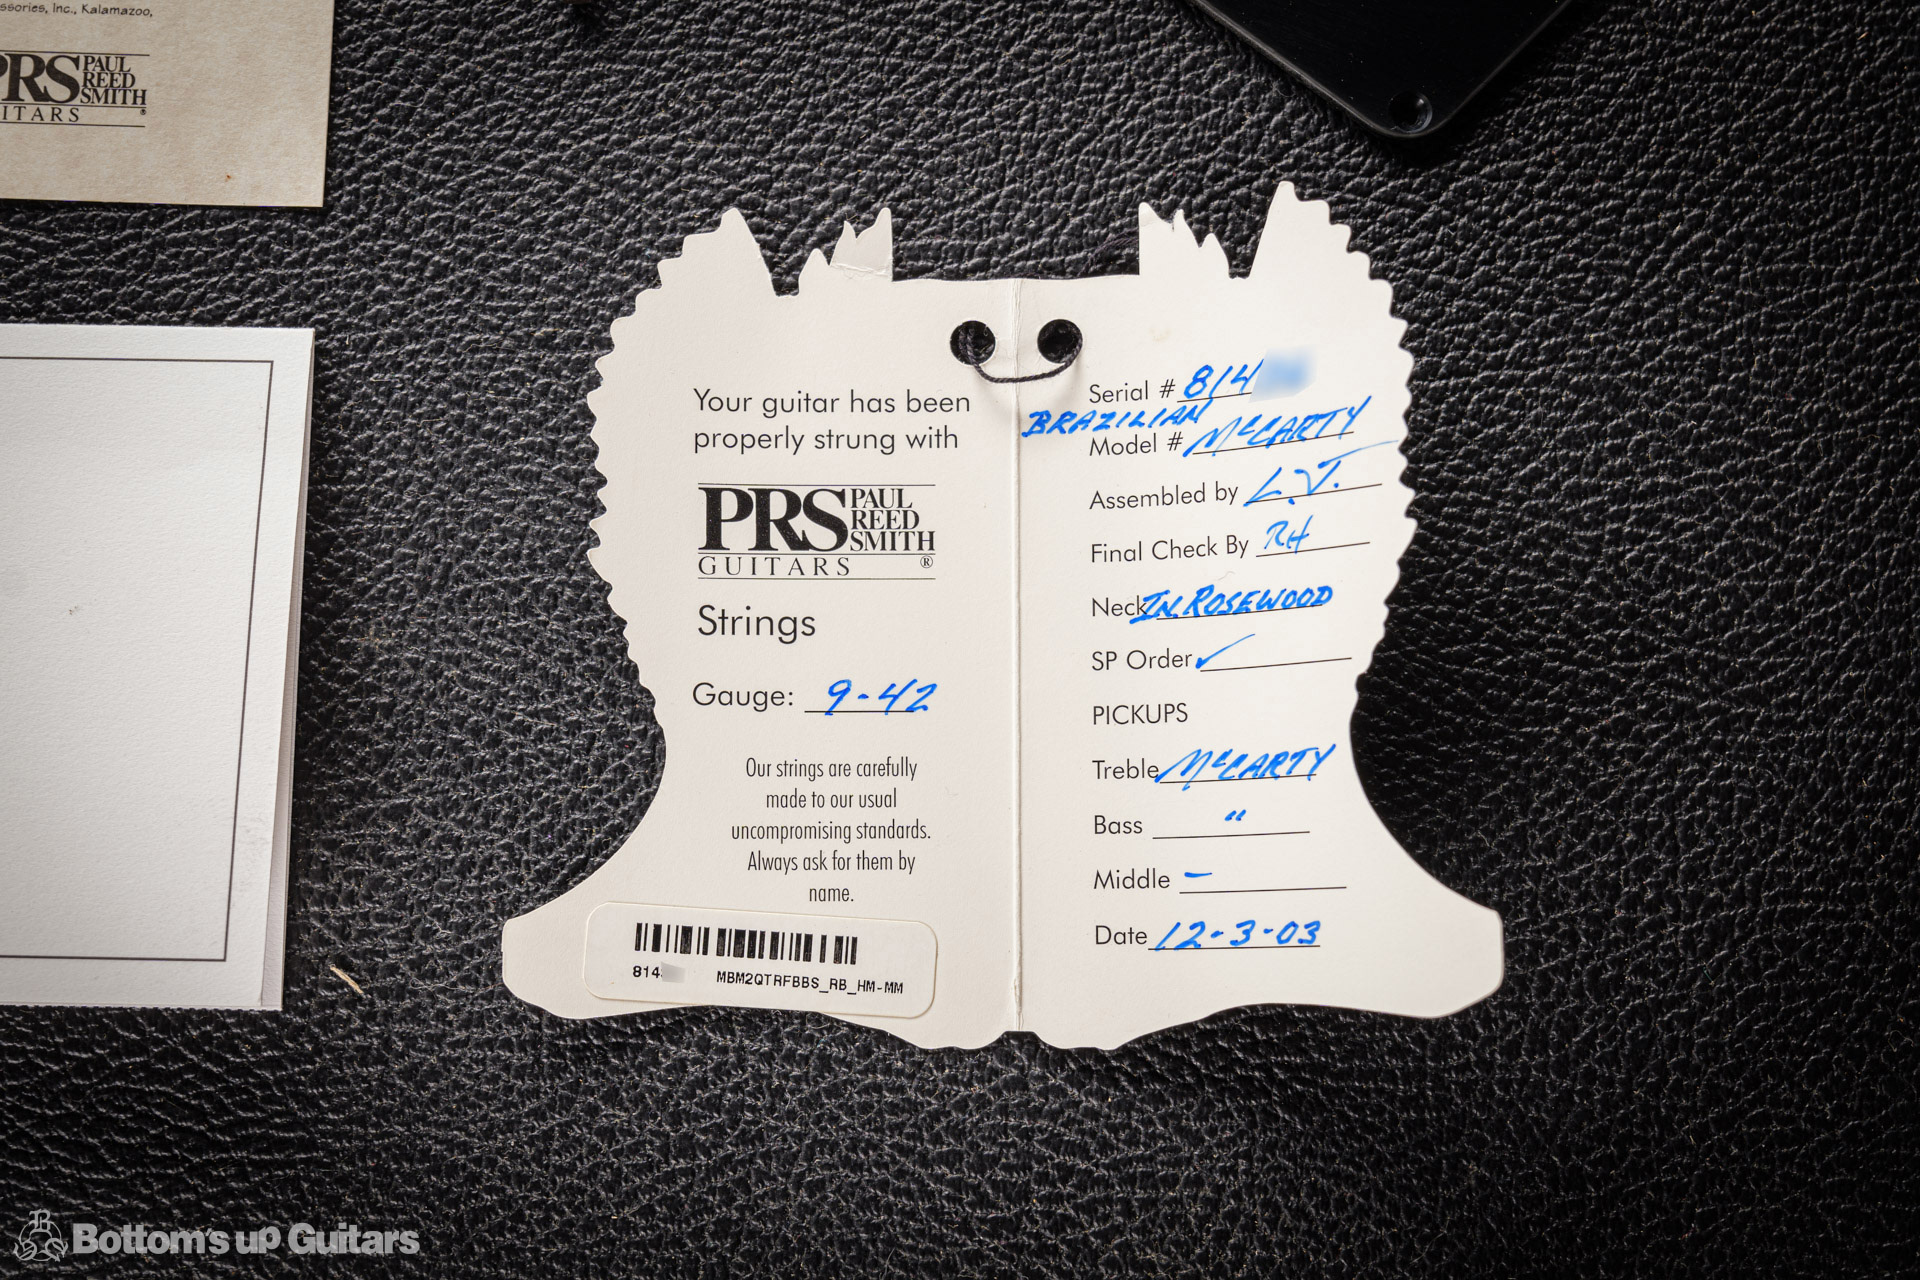 ssories, Inc., Kalamazoo,
PRS PAUL
REED
SMITH
ITARS ®
Your guitar has been
properly strung with
PRS PAUL
REED
SMITH
GUITARS ®
Strings
Gauge: 9-42
Our strings are carefully
made to our usual
uncompromising standards.
Always ask for them by
name.
814 MBM2QTRFBBS_RB_HM-MM
Serial # 814
BRAZILIAN
Model # McCARTY
Assembled by L.J.
Final Check By RH
Neck IN. ROSEWOOD
SP Order ✓
PICKUPS
Treble McCARTY
Bass "
Middle -
Date 12-3-03
Bottom's up Guitars